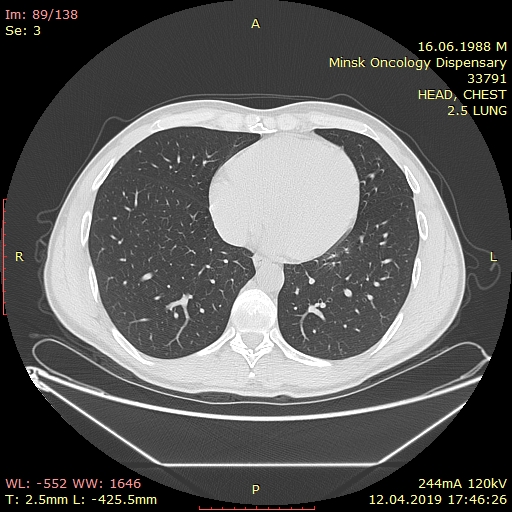 Im: 89/138
Se: 3
A
16.06.1988 M
Minsk Oncology Dispensary
33791
HEAD, CHEST
2.5 LUNG
R
L
WL: -552 WW: 1646
T: 2.5mm L: -425.5mm
P
244mA 120kV
12.04.2019 17:46:26